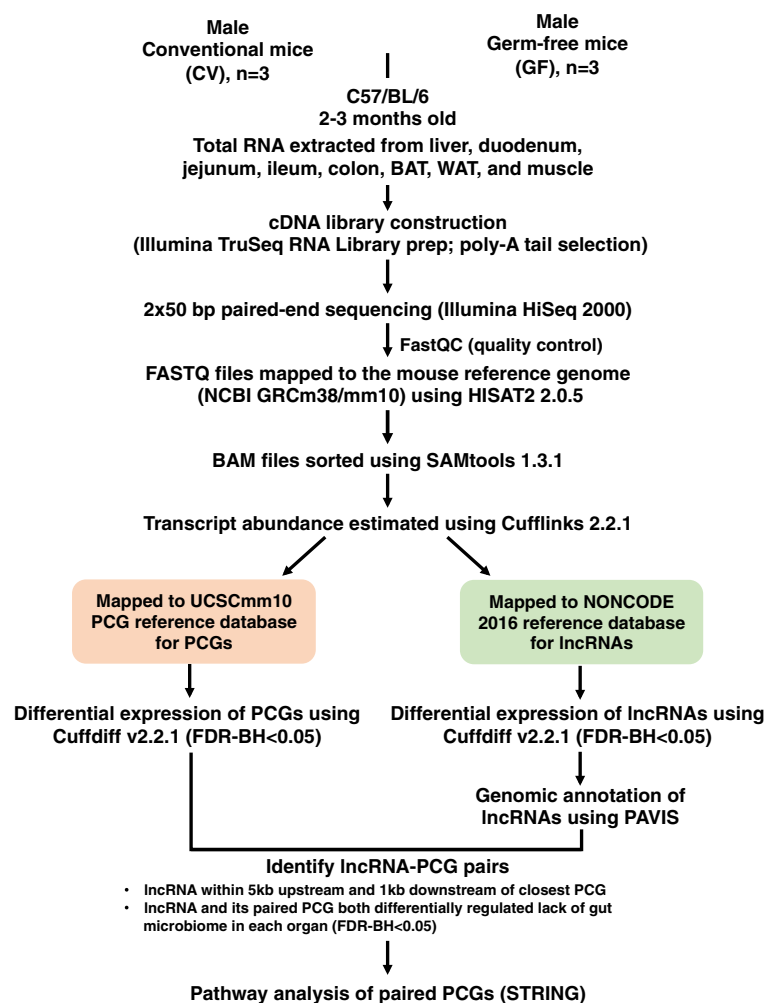 Male
Conventional mice
(CV), n=3
Male
Germ-free mice
(GF), n=3
C57/BL/6
2-3 months old
Total RNA extracted from liver, duodenum,
jejunum, ileum, colon, BAT, WAT, and muscle
cDNA library construction
(Illumina TruSeq RNA Library prep; poly-A tail selection)
2x50 bp paired-end sequencing (Illumina HiSeq 2000)
FastQC (quality control)
FASTQ files mapped to the mouse reference genome
(NCBI GRCm38/mm10) using HISAT2 2.0.5
BAM files sorted using SAMtools 1.3.1
Transcript abundance estimated using Cufflinks 2.2.1
Mapped to UCSCmm10
PCG reference database
for PCGs
Mapped to NONCODE
2016 reference database
for lncRNAs
Differential expression of PCGs using
Cuffdiff v2.2.1 (FDR-BH<0.05)
Differential expression of lncRNAs using
Cuffdiff v2.2.1 (FDR-BH<0.05)
Genomic annotation of
lncRNAs using PAVIS
Identify lncRNA-PCG pairs
• lncRNA within 5kb upstream and 1kb downstream of closest PCG
• lncRNA and its paired PCG both differentially regulated lack of gut
microbiome in each organ (FDR-BH<0.05)
Pathway analysis of paired PCGs (STRING)